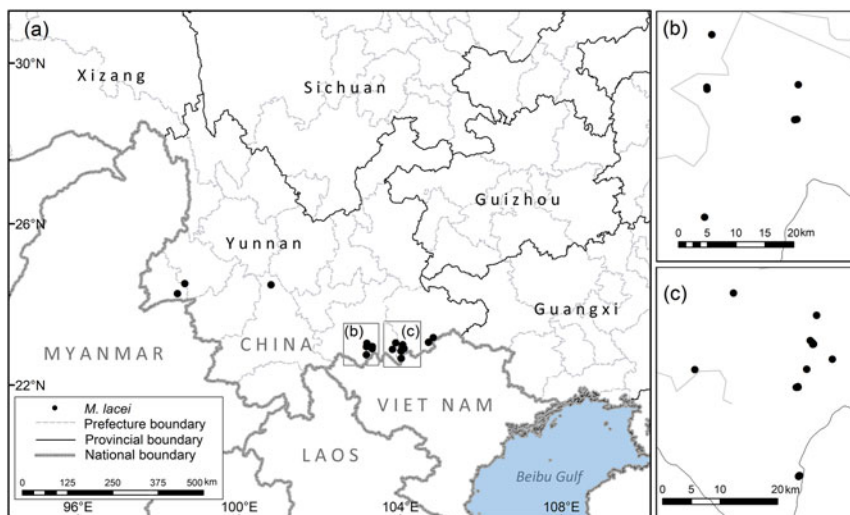 (a)
30°N
Xizang
Sichuan
Guizhou
26°N
Yunnan
Guangxi
(b)
(c)
MYANMAR
CHINA
22°N
VIET NAM
LAOS
Beibu Gulf
M. lacei
Prefecture boundary
Provincial boundary
National boundary
0 125 250 375 500 km
96°E
100°E
104°E
108°E
(b)
0 5 10 15 20 km
(c)
0 10 20 km